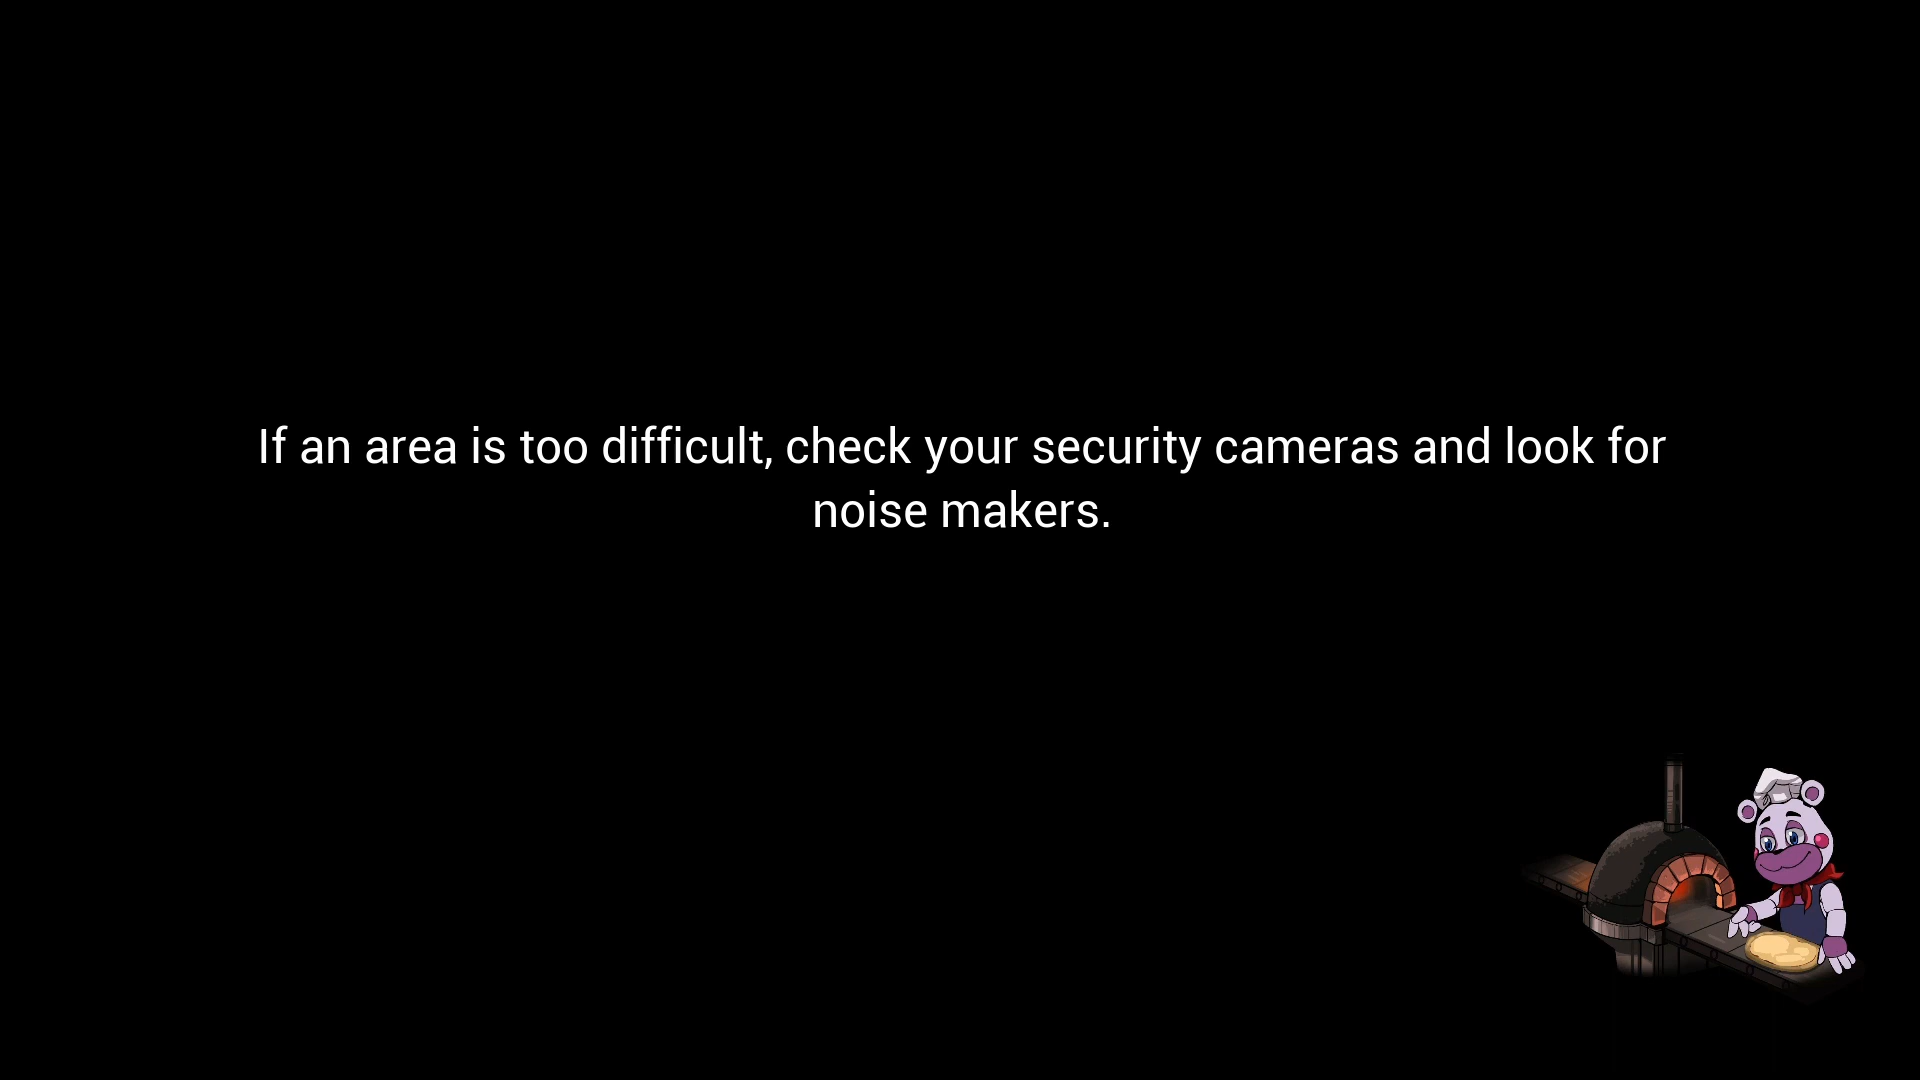 If an area is too difficult, check your security cameras and look for
noise makers.